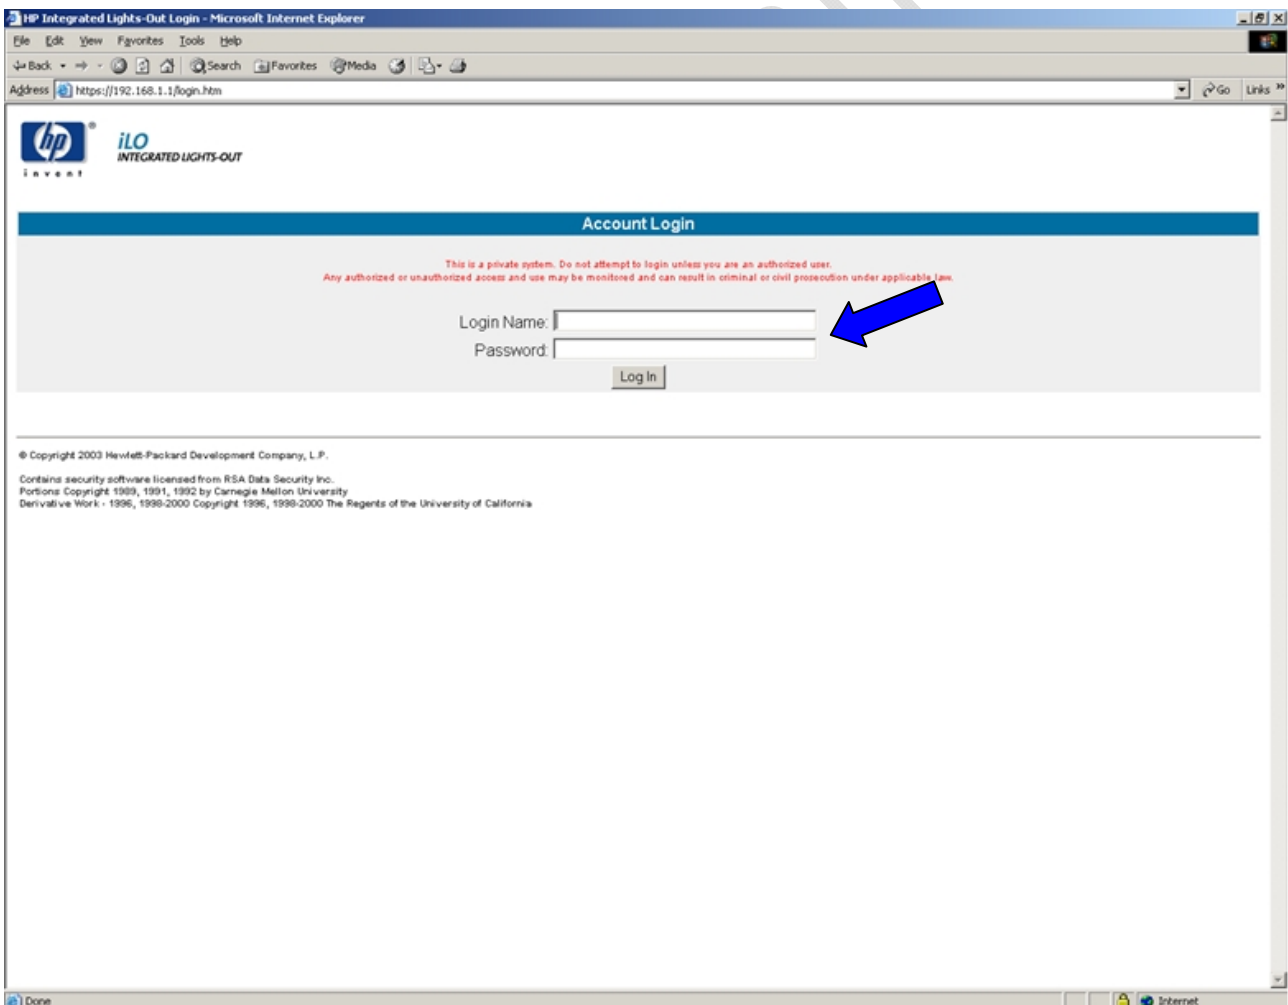 HP Integrated Lights-Out Login - Microsoft Internet Explorer
File Edit View Favorites Tools Help
Back Search Favorites Media
Address https://192.168.1.1/login.htm Go Links »
hp ®
invent
iLO
INTEGRATED LIGHTS-OUT
Account Login
This is a private system. Do not attempt to login unless you are an authorized user.
Any authorized or unauthorized access and use may be monitored and can result in criminal or civil prosecution under applicable law.
Login Name:
Password:
Log In
© Copyright 2003 Hewlett-Packard Development Company, L.P.
Contains security software licensed from RSA Data Security Inc.
Portions Copyright 1989, 1991, 1992 by Carnegie Mellon University
Derivative Work - 1996, 1998-2000 Copyright 1996, 1998-2000 The Regents of the University of California
Done Internet